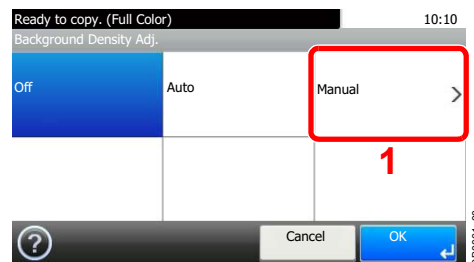 Ready to copy. (Full Color) 10:10
Background Density Adj.
Off Auto Manual >
1
? Cancel OK